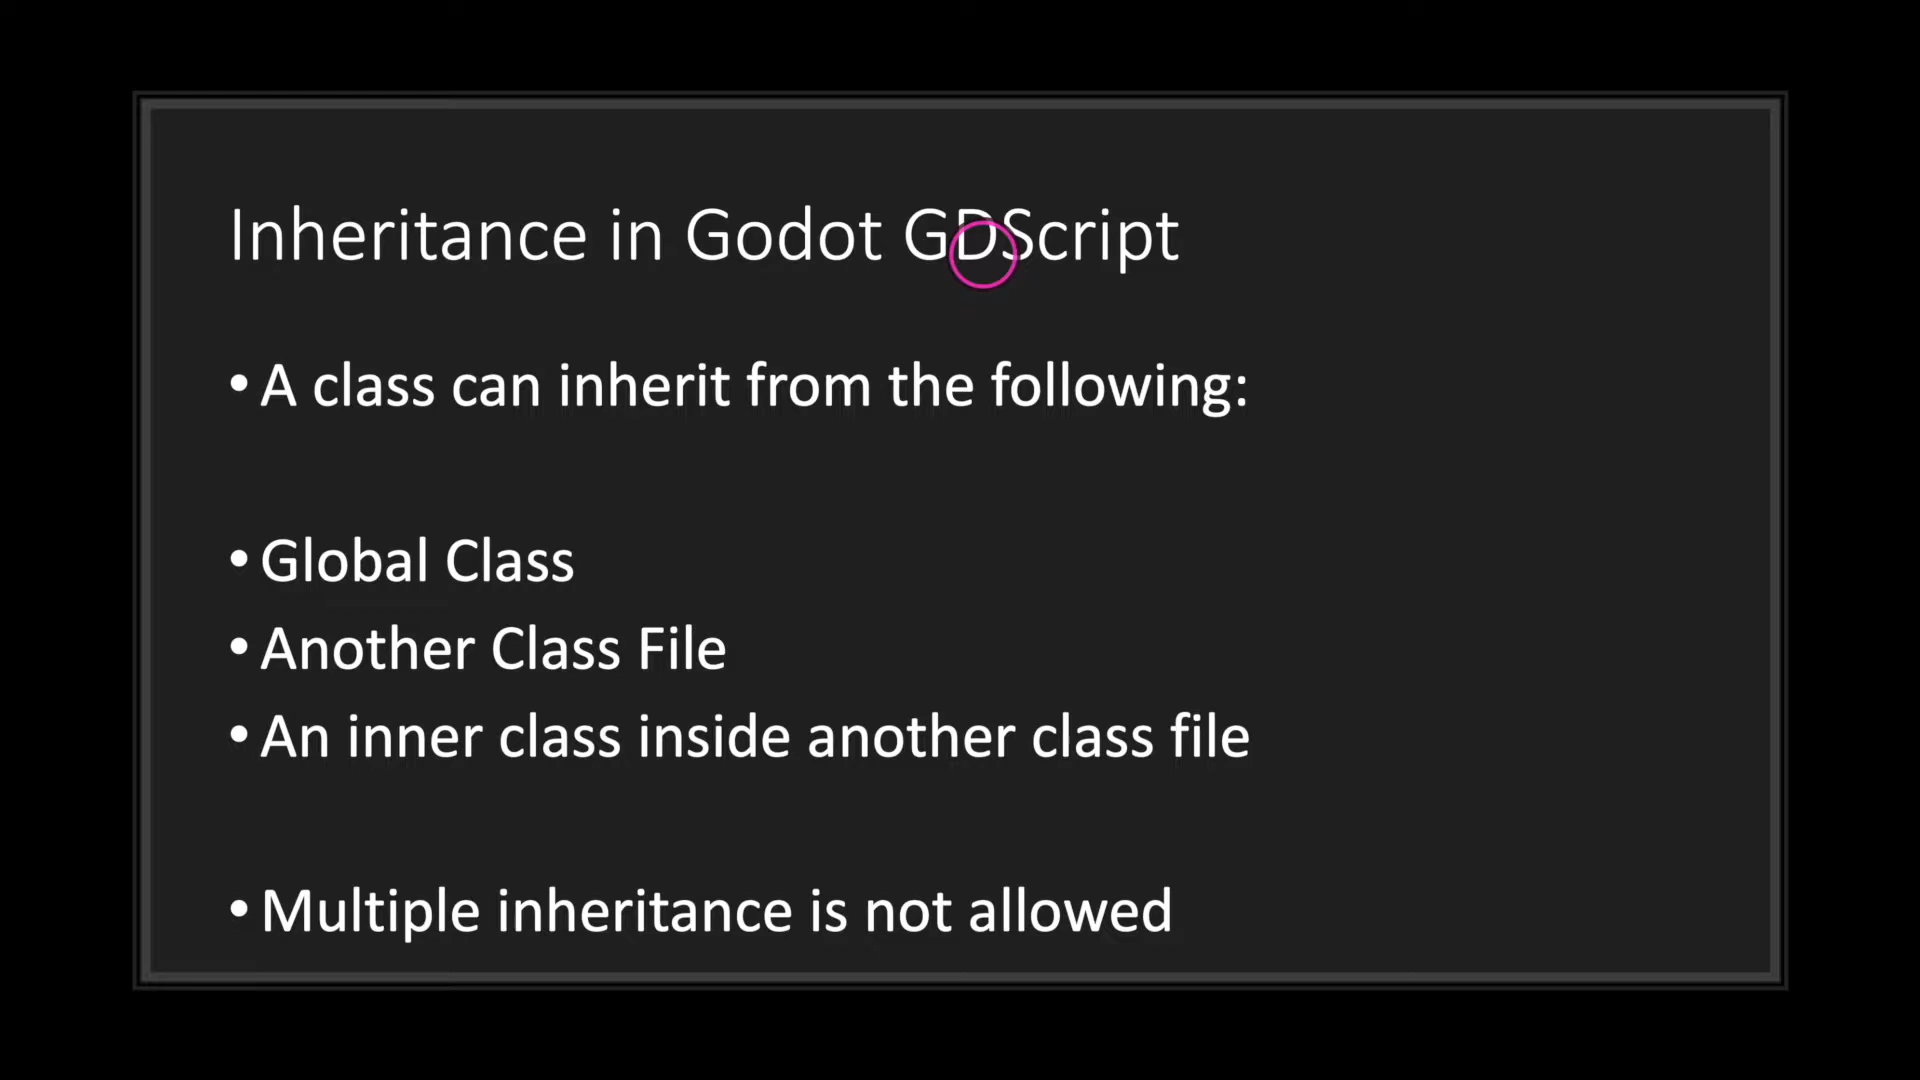 Inheritance in Godot GDScript
• A class can inherit from the following:
• Global Class
• Another Class File
• An inner class inside another class file
• Multiple inheritance is not allowed